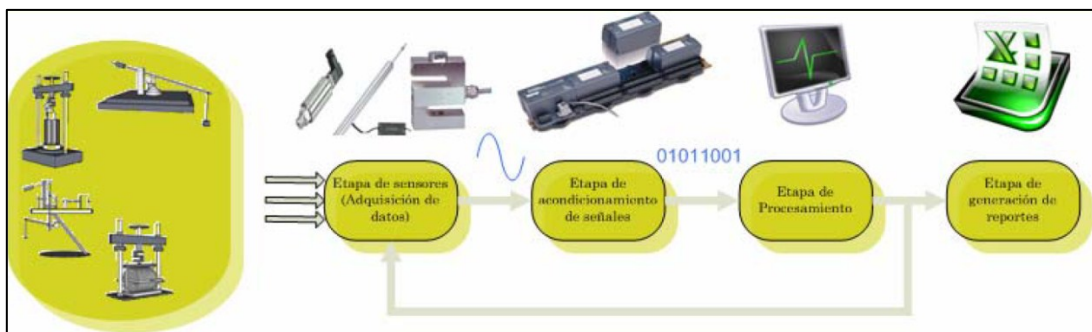 01011001
Etapa de sensores
(Adquisición de
datos)
Etapa de
acondicionamiento
de señales
Etapa de
Procesamiento
Etapa de
generación de
reportes